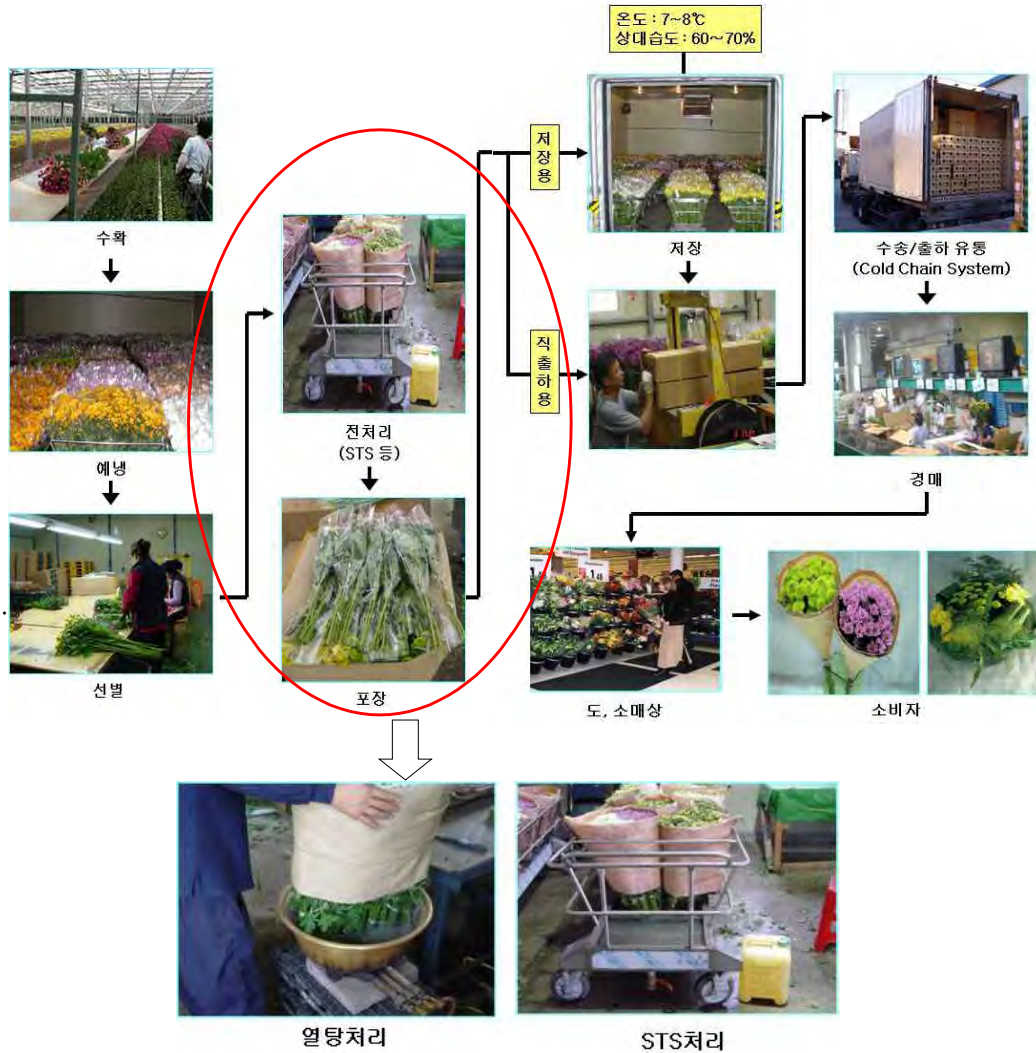 온도 : 7~8℃
상대습도 : 60~70%
수확
예냉
선별
전처리
(STS 등)
포장
저장용
직출하용
저장
수송/출하 유통
(Cold Chain System)
경매
도, 소매상
소비자
열탕처리
STS처리